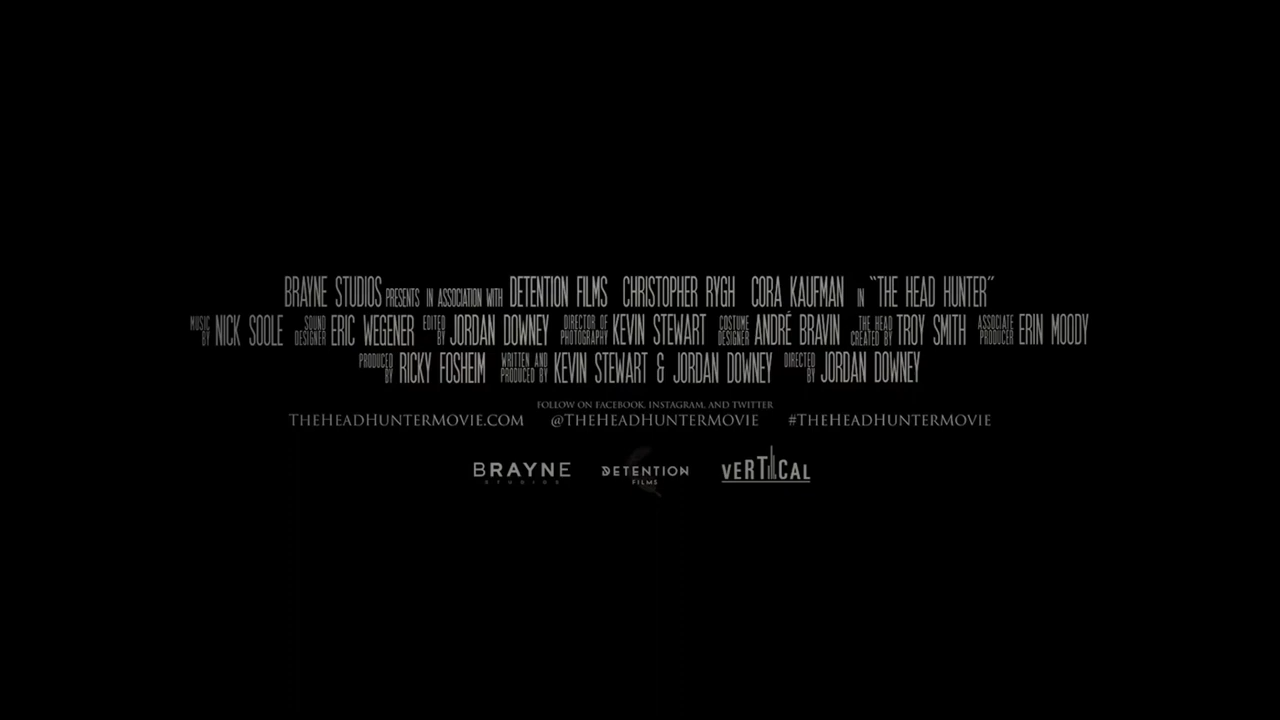 BRAYNE STUDIOS PRESENTS IN ASSOCIATION WITH DETENTION FILMS CHRISTOPHER RYGH CORA KAUFMAN IN "THE HEAD HUNTER"
MUSIC BY NICK SOOLE SOUND DESIGNER ERIC WEGENER EDITED BY JORDAN DOWNEY DIRECTOR OF PHOTOGRAPHY KEVIN STEWART COSTUME DESIGNER ANDRÉ BRAVIN THE HEAD CREATED BY TROY SMITH ASSOCIATE PRODUCER ERIN MOODY
PRODUCED BY RICKY FOSHEIM WRITTEN AND PRODUCED BY KEVIN STEWART & JORDAN DOWNEY DIRECTED BY JORDAN DOWNEY
FOLLOW ON FACEBOOK, INSTAGRAM, AND TWITTER
THEHEADHUNTERMOVIE.COM @THEHEADHUNTERMOVIE #THEHEADHUNTERMOVIE
BRAYNE STUDIOS DETENTION FILMS VERTICAL